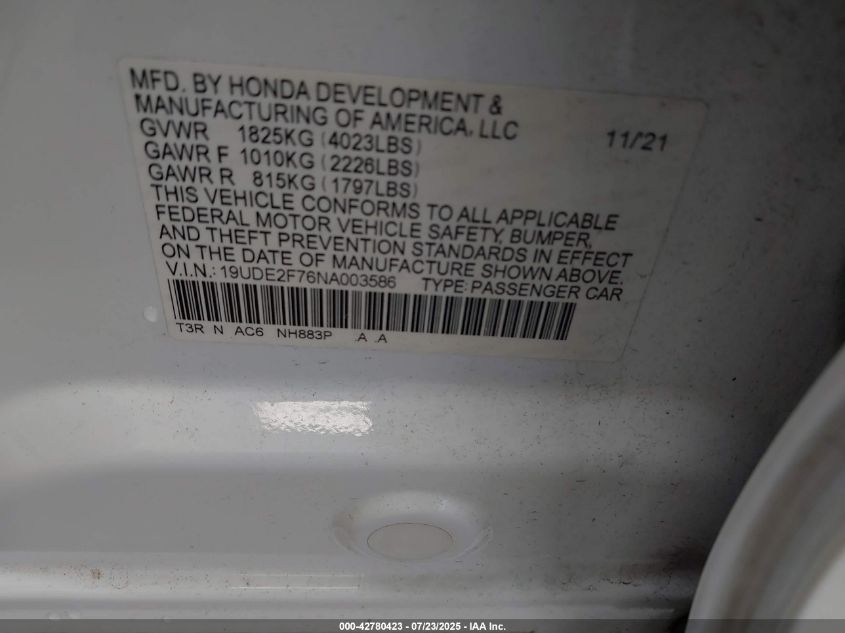 MFD. BY HONDA DEVELOPMENT &
MANUFACTURING OF AMERICA, LLC
GVWR 1825KG (4023LBS) 11/21
GAWR F 1010KG (2226LBS)
GAWR R 815KG (1797LBS)
THIS VEHICLE CONFORMS TO ALL APPLICABLE
FEDERAL MOTOR VEHICLE SAFETY, BUMPER,
AND THEFT PREVENTION STANDARDS IN EFFECT
ON THE DATE OF MANUFACTURE SHOWN ABOVE.
V.I.N.: 19UDE2F76NA003586 TYPE: PASSENGER CAR
T3R N AC6 NH883P .A .A
000-42780423 - 07/23/2025 - IAA Inc.